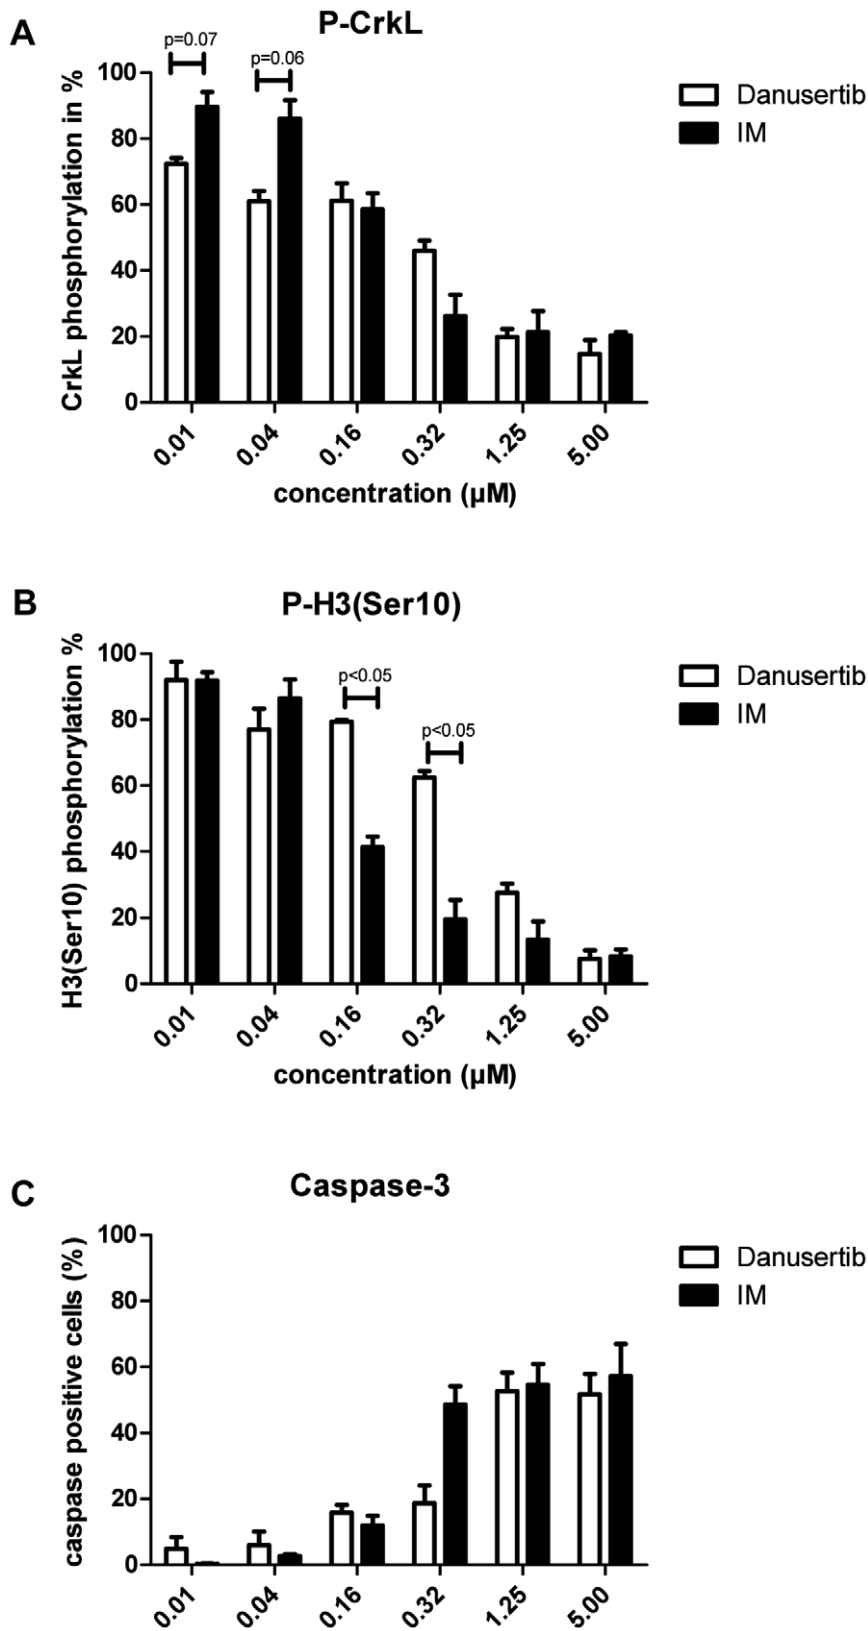 A
P-CrkL
p=0.07
p=0.06
CrkL phosphorylation in %
100
80
60
40
20
0
0.01 0.04 0.16 0.32 1.25 5.00
concentration (µM)
Danusertib
IM
B
P-H3(Ser10)
p<0.05
p<0.05
H3(Ser10) phosphorylation %
100
80
60
40
20
0
0.01 0.04 0.16 0.32 1.25 5.00
concentration (µM)
Danusertib
IM
C
Caspase-3
caspase positive cells (%)
100
80
60
40
20
0
0.01 0.04 0.16 0.32 1.25 5.00
Danusertib
IM